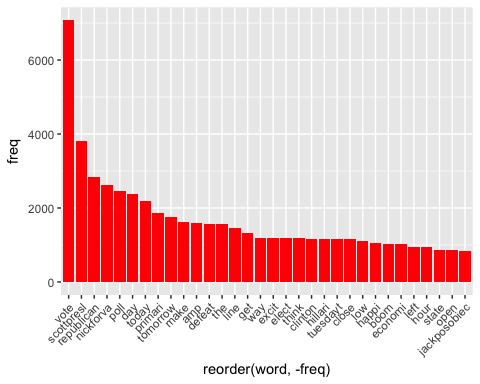 6000
4000
2000
0
freq
vote
scottpresl
republican
nickforva
poll
day
today
primari
tomorrow
make
amp
defeat
the
line
get
way
excit
elect
think
clinton
hillari
tuesdayt
close
low
happi
boom
economi
left
hour
state
open
jackposobiec
reorder(word, -freq)